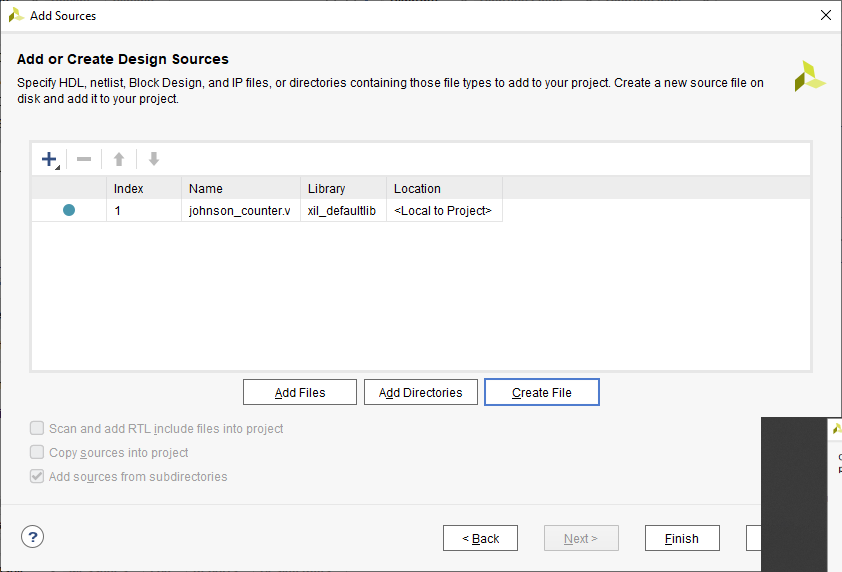 Add Sources
Add or Create Design Sources
Specify HDL, netlist, Block Design, and IP files, or directories containing those file types to add to your project. Create a new source file on
disk and add it to your project.
Index Name Library Location
1 johnson_counter.v xil_defaultlib <Local to Project>
Add Files Add Directories Create File
Scan and add RTL include files into project
Copy sources into project
Add sources from subdirectories
? < Back Next > Finish